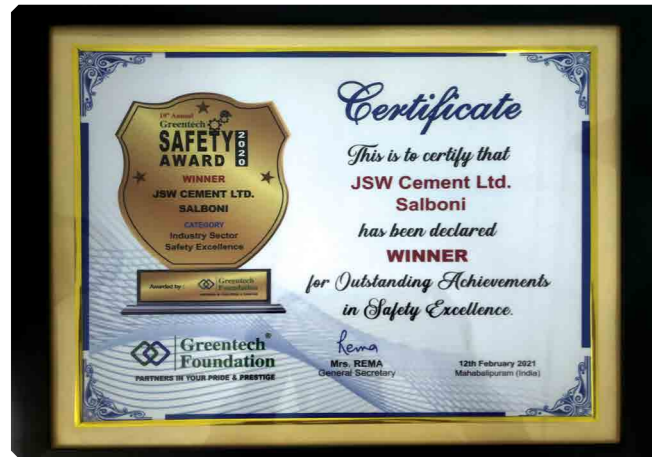 19th Annual
Greentech
SAFETY
AWARD
2020
WINNER
JSW CEMENT LTD.
SALBONI
CATEGORY
Industry Sector
Safety Excellence
Awarded by :
Greentech
Foundation
Greentech®
Foundation
PARTNERS IN YOUR PRIDE & PRESTIGE
Certificate
This is to certify that
JSW Cement Ltd.
Salboni
has been declared
WINNER
for Outstanding Achievements
in Safety Excellence.
Rema
Mrs. REMA
General Secretary
12th February 2021
Mahabalipuram (India)